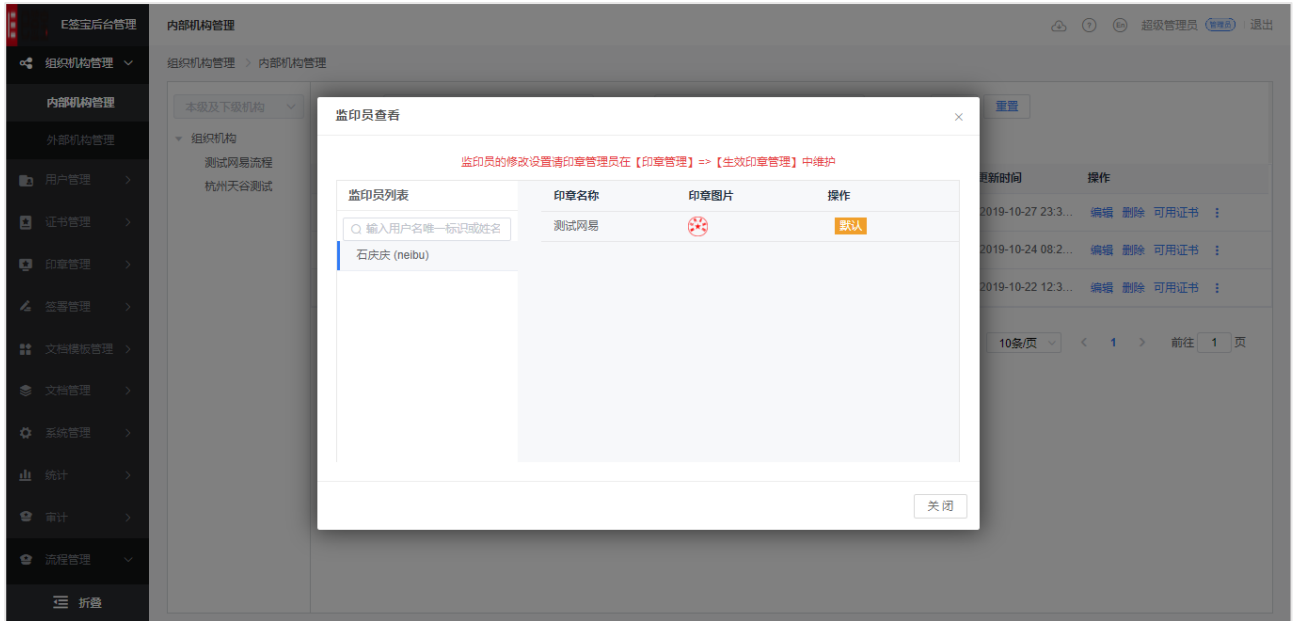 E签宝后台管理
内部机构管理
En 超级管理员 管理员 退出
组织机构管理
内部机构管理
外部机构管理
用户管理
证书管理
印章管理
签署管理
文档模板管理
文档管理
系统管理
统计
审计
流程管理
折叠
组织机构管理 > 内部机构管理
本级及下级机构
组织机构
测试网易流程
杭州天谷测试
重置
更新时间 操作
2019-10-27 23:3... 编辑 删除 可用证书
2019-10-24 08:2... 编辑 删除 可用证书
2019-10-22 12:3... 编辑 删除 可用证书
10条/页 < 1 > 前往 1 页
监印员查看
监印员的修改设置请印章管理员在【印章管理】=>【生效印章管理】中维护
监印员列表 印章名称 印章图片 操作
输入用户名唯一标识或姓名 测试网易 默认
石庆庆 (neibu)
关闭